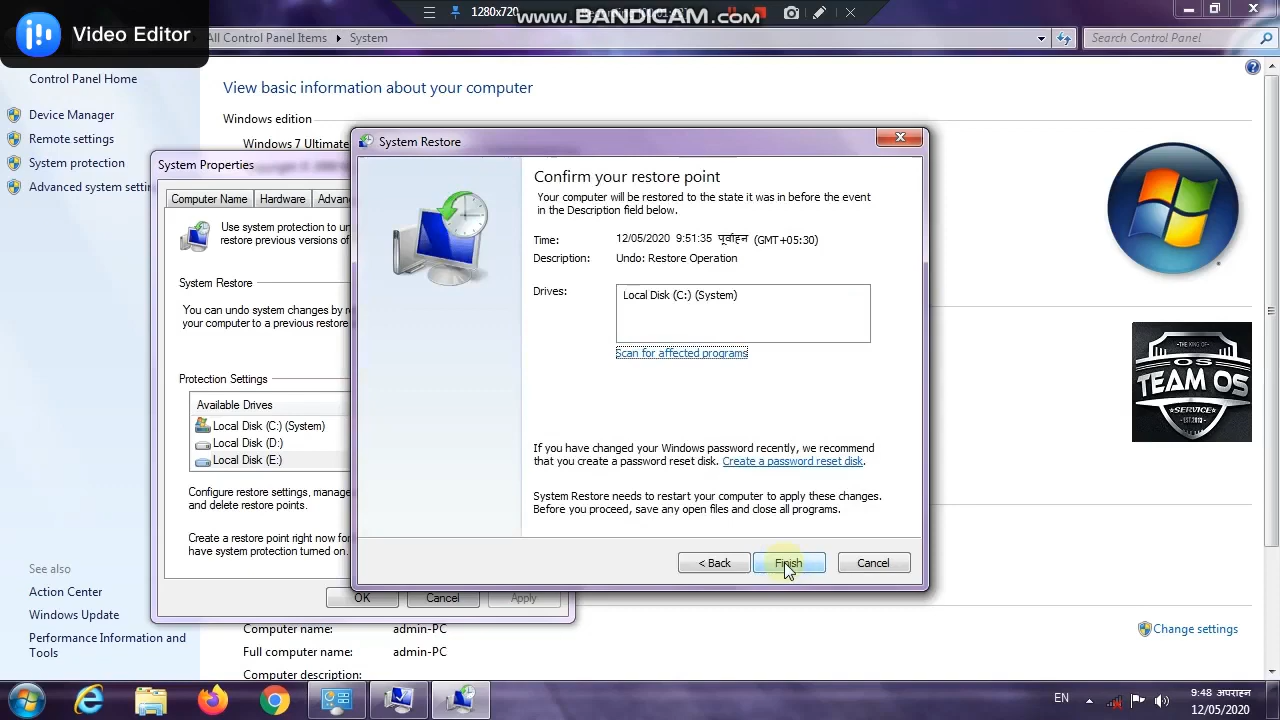 1280x720
www.BANDICAM.com
Video Editor
All Control Panel Items
System
Search Control Panel
Control Panel Home
Device Manager
Remote settings
System protection
Advanced system settin
View basic information about your computer
Windows edition
Windows 7 Ultimate
System Properties
Computer Name
Hardware
Advan
Use system protection to un
restore previous versions of
System Restore
You can undo system changes by re
your computer to a previous restore
Protection Settings
Available Drives
Local Disk (C:) (System)
Local Disk (D:)
Local Disk (E:)
Configure restore settings, manage
and delete restore points.
Create a restore point right now for
have system protection turned on.
OK
Cancel
Apply
System Restore
Confirm your restore point
Your computer will be restored to the state it was in before the event
in the Description field below.
Time:
12/05/2020 9:51:35 पूर्वाह्न (GMT+05:30)
Description:
Undo: Restore Operation
Drives:
Local Disk (C:) (System)
Scan for affected programs
If you have changed your Windows password recently, we recommend
that you create a password reset disk. Create a password reset disk.
System Restore needs to restart your computer to apply these changes.
Before you proceed, save any open files and close all programs.
< Back
Finish
Cancel
THE KING OF
OS
TEAM OS
SERVICE
See also
Action Center
Windows Update
Performance Information and
Tools
Computer name:
admin-PC
Full computer name:
admin-PC
Computer description:
Change settings
EN
9:48 अपराह्न
12/05/2020